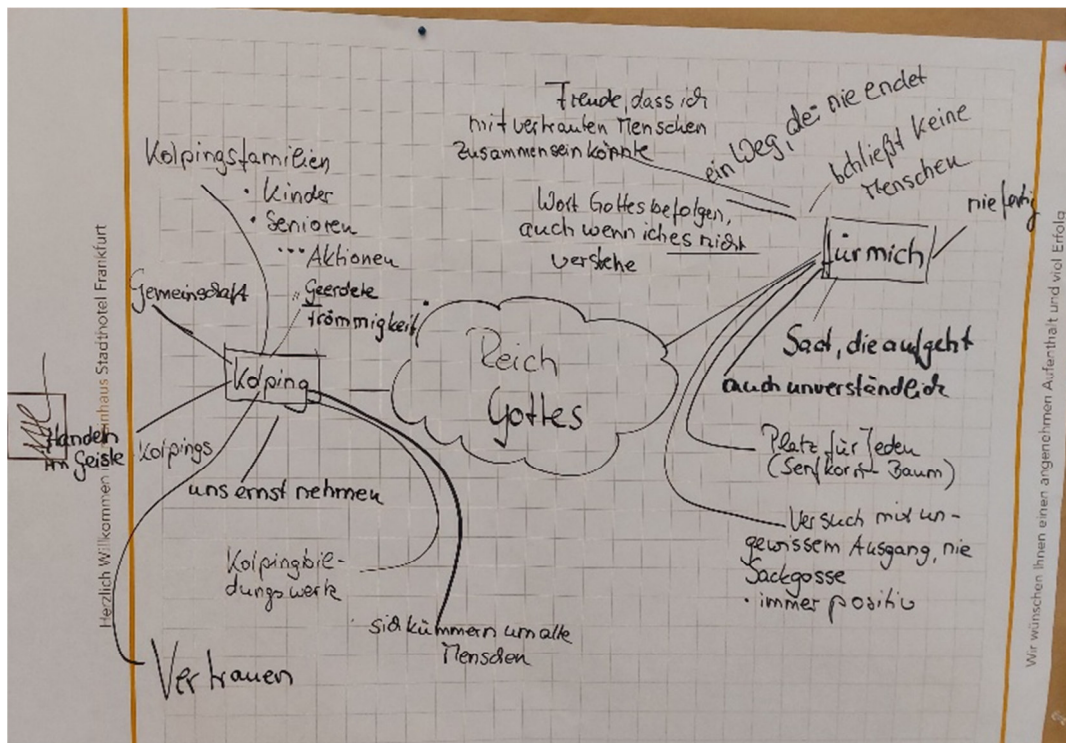 Freude, dass ich
mit vertrauten Menschen
zusammensein könnte
ein Weg, der nie endet
schließt keine
Menschen
nie fertig
Wort Gottes befolgen,
auch wenn ich es nicht
verstehe
für mich
Saat, die aufgeht
auch unverständlich
Platz für Jeden
(Senfkorn - Baum)
Versuch mit un-
gewissem Ausgang, nie
Sackgasse
• immer positiv
Reich
Gottes
Kolpingsfamilien
• Kinder
• Senioren
... Aktionen
Geerdete
Frömmigkeit
Gemeinschaft
Kolping
Handeln
im Geiste Kolpings
uns ernst nehmen
Kolpingbil-
dungswerk
sich kümmern um alte
Menschen
Vertrauen
Herzlich Willkommen im
haus Stadthotel Frankfurt
Wir wünschen Ihnen einen angenehmen Aufenthalt und viel Erfolg